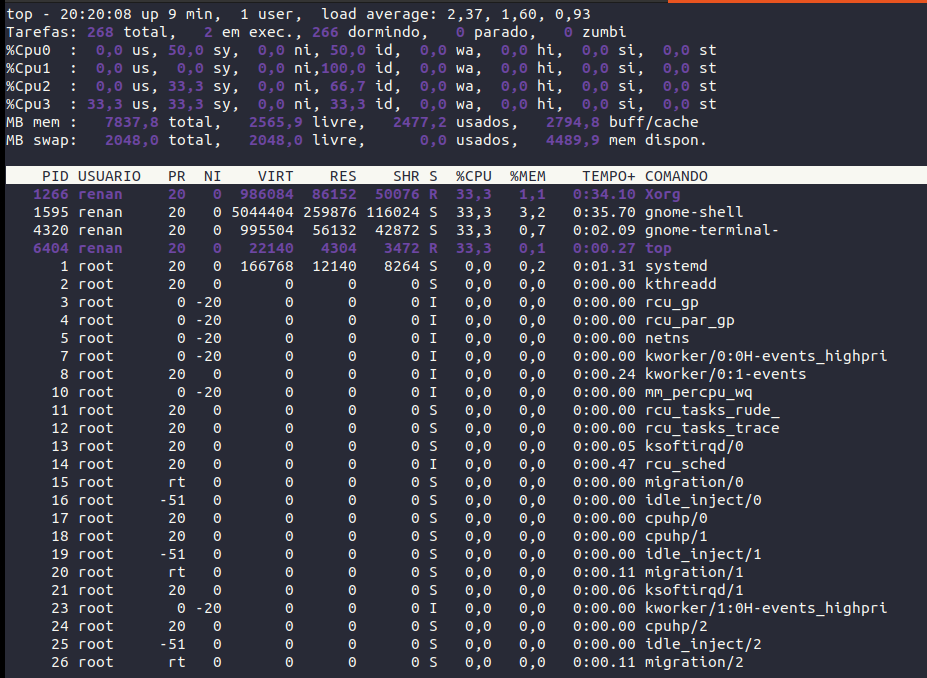 top - 20:20:08 up 9 min,  1 user,  load average: 2,37, 1,60, 0,93
Tarefas: 268 total,   2 em exec., 266 dormindo,   0 parado,   0 zumbi
%Cpu0  :  0,0 us, 50,0 sy,  0,0 ni, 50,0 id,  0,0 wa,  0,0 hi,  0,0 si,  0,0 st
%Cpu1  :  0,0 us,  0,0 sy,  0,0 ni,100,0 id,  0,0 wa,  0,0 hi,  0,0 si,  0,0 st
%Cpu2  :  0,0 us, 33,3 sy,  0,0 ni, 66,7 id,  0,0 wa,  0,0 hi,  0,0 si,  0,0 st
%Cpu3  : 33,3 us, 33,3 sy,  0,0 ni, 33,3 id,  0,0 wa,  0,0 hi,  0,0 si,  0,0 st
MB mem :   7837,8 total,   2565,9 livre,   2477,2 usados,   2794,8 buff/cache
MB swap:   2048,0 total,   2048,0 livre,      0,0 usados,   4489,9 mem dispon.
PID USUARIO   PR  NI    VIRT    RES    SHR S  %CPU  %MEM    TEMPO+ COMANDO
1266 renan     20   0  986084  86152  50076 R  33,3   1,1   0:34.10 Xorg
1595 renan     20   0 5044404 259876 116024 S  33,3   3,2   0:35.70 gnome-shell
4320 renan     20   0  995504  56132  42872 S  33,3   0,7   0:02.09 gnome-terminal-
6404 renan     20   0   22140   4304   3472 R  33,3   0,1   0:00.27 top
1 root      20   0  166768  12140   8264 S   0,0   0,2   0:01.31 systemd
2 root      20   0       0      0      0 S   0,0   0,0   0:00.00 kthreadd
3 root       0 -20       0      0      0 I   0,0   0,0   0:00.00 rcu_gp
4 root       0 -20       0      0      0 I   0,0   0,0   0:00.00 rcu_par_gp
5 root       0 -20       0      0      0 I   0,0   0,0   0:00.00 netns
7 root       0 -20       0      0      0 I   0,0   0,0   0:00.00 kworker/0:0H-events_highpri
8 root      20   0       0      0      0 I   0,0   0,0   0:00.24 kworker/0:1-events
10 root       0 -20       0      0      0 I   0,0   0,0   0:00.00 mm_percpu_wq
11 root      20   0       0      0      0 S   0,0   0,0   0:00.00 rcu_tasks_rude_
12 root      20   0       0      0      0 S   0,0   0,0   0:00.00 rcu_tasks_trace
13 root      20   0       0      0      0 S   0,0   0,0   0:00.05 ksoftirqd/0
14 root      20   0       0      0      0 I   0,0   0,0   0:00.47 rcu_sched
15 root      rt   0       0      0      0 S   0,0   0,0   0:00.00 migration/0
16 root     -51   0       0      0      0 S   0,0   0,0   0:00.00 idle_inject/0
17 root      20   0       0      0      0 S   0,0   0,0   0:00.00 cpuhp/0
18 root      20   0       0      0      0 S   0,0   0,0   0:00.00 cpuhp/1
19 root     -51   0       0      0      0 S   0,0   0,0   0:00.00 idle_inject/1
20 root      rt   0       0      0      0 S   0,0   0,0   0:00.11 migration/1
21 root      20   0       0      0      0 S   0,0   0,0   0:00.06 ksoftirqd/1
23 root       0 -20       0      0      0 I   0,0   0,0   0:00.00 kworker/1:0H-events_highpri
24 root      20   0       0      0      0 S   0,0   0,0   0:00.00 cpuhp/2
25 root     -51   0       0      0      0 S   0,0   0,0   0:00.00 idle_inject/2
26 root      rt   0       0      0      0 S   0,0   0,0   0:00.11 migration/2